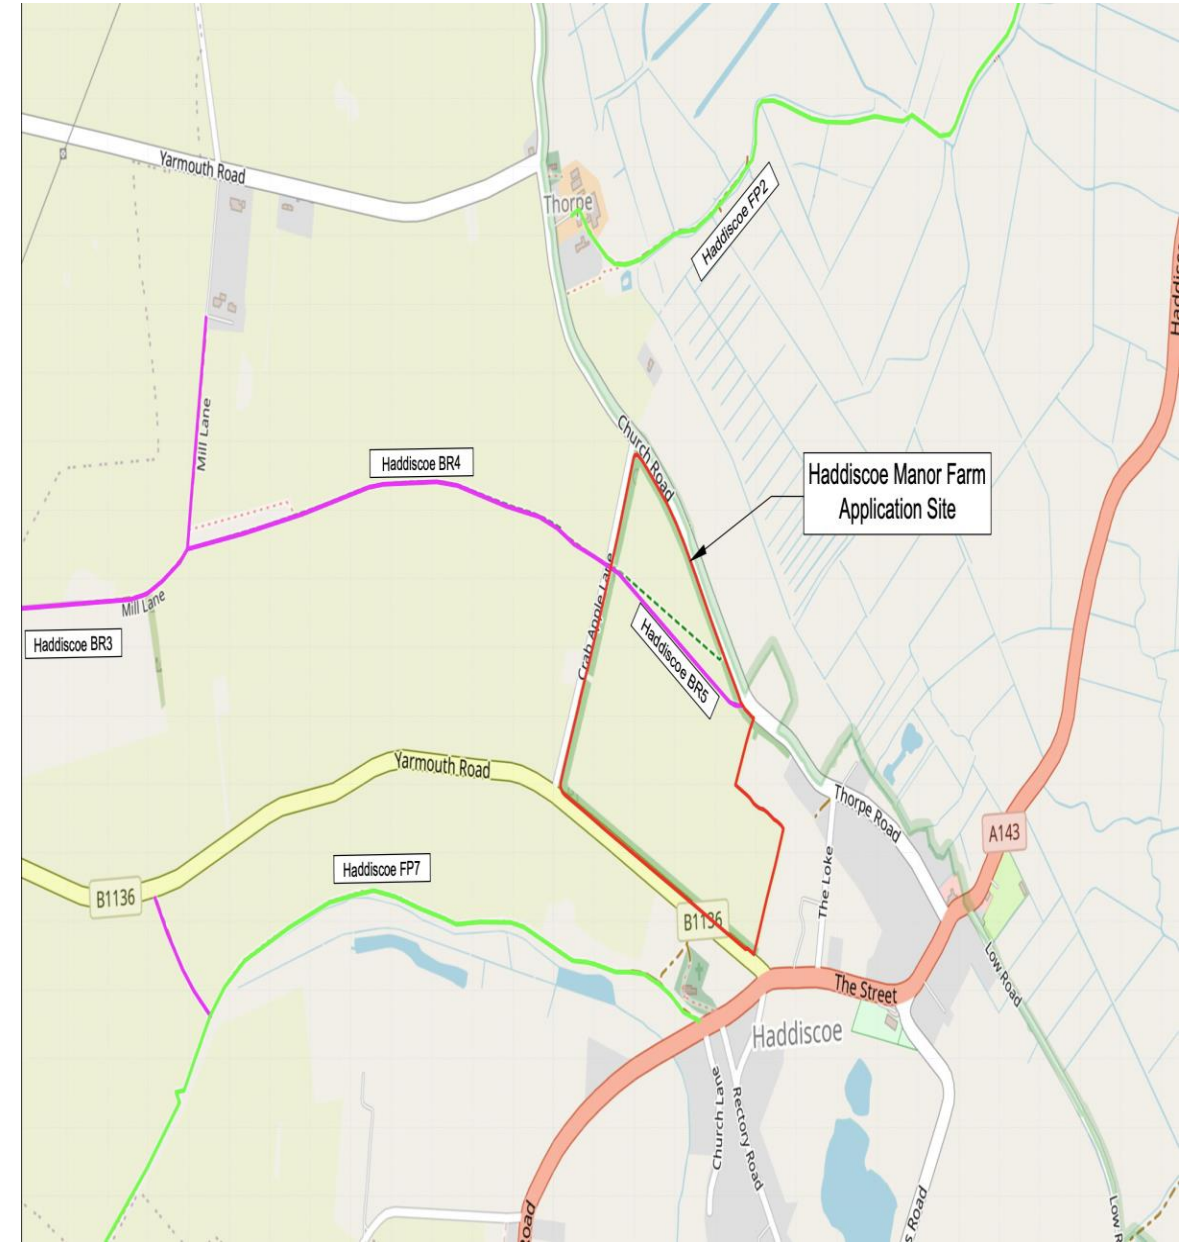 Yarmouth Road
Thorpe
Haddiscoe FP2
Haddisc
Mill Lane
Church Road
Haddiscoe BR4
Haddiscoe Manor Farm
Application Site
Crab Apple Lane
Mill Lane
Haddiscoe BR3
Haddiscoe BR5
Yarmouth Road
Thorpe Road
A143
Haddiscoe FP7
The Loke
B1136
B1136
Low Road
The Street
Haddiscoe
Church Lane
Rectory Road
Road
s Road
Low R